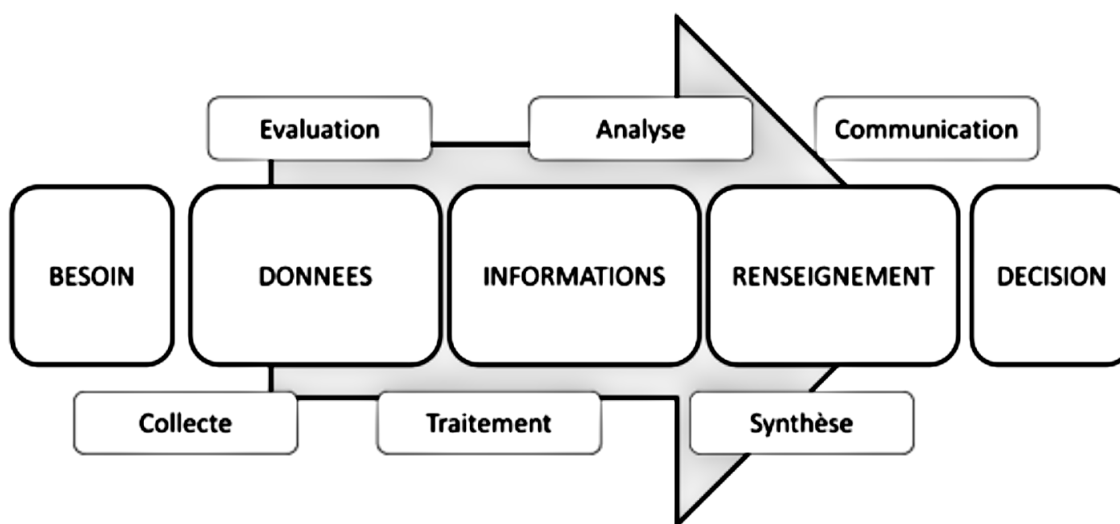 Evaluation
Analyse
Communication
BESOIN
DONNEES
INFORMATIONS
RENSEIGNEMENT
DECISION
Collecte
Traitement
Synthèse